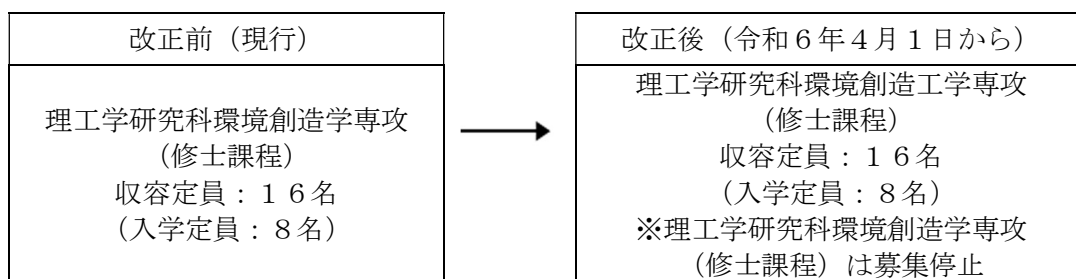 改正前（現行）
理工学研究科環境創造学専攻
（修士課程）
収容定員：１６名
（入学定員：８名）
改正後（令和６年４月１日から）
理工学研究科環境創造工学専攻
（修士課程）
収容定員：１６名
（入学定員：８名）
※理工学研究科環境創造学専攻
（修士課程）は募集停止